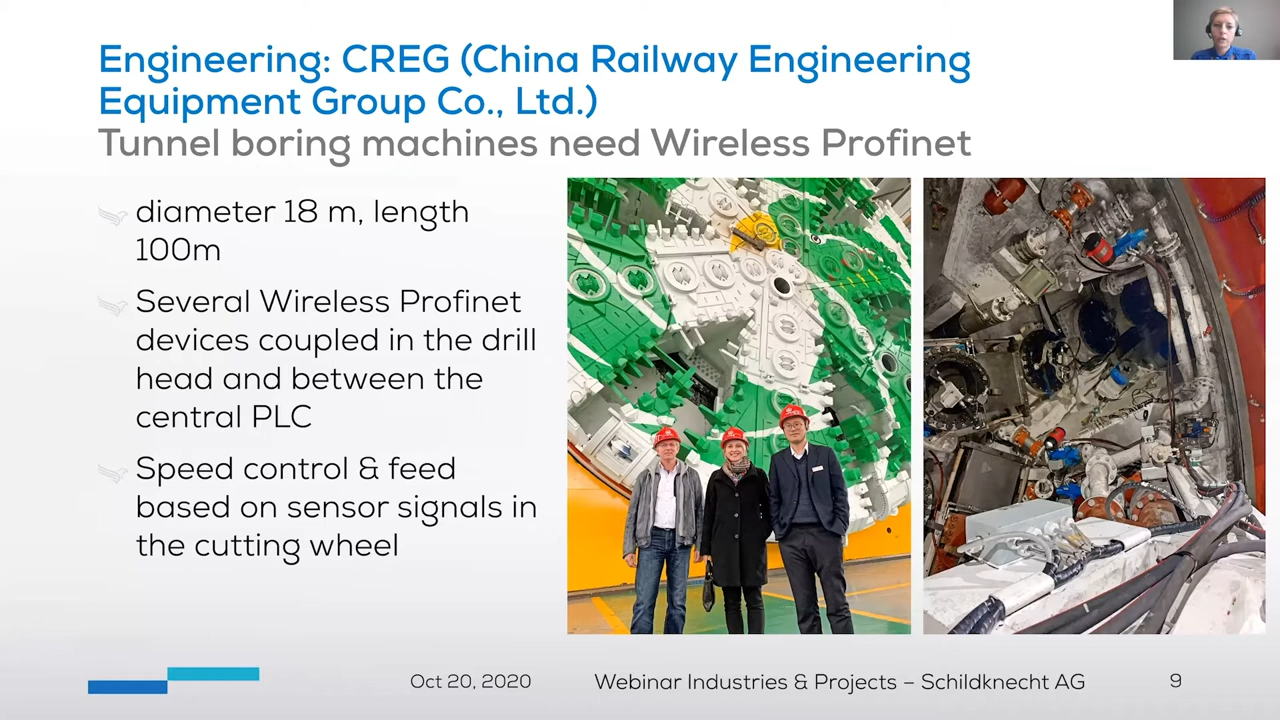 Engineering: CREG (China Railway Engineering
Equipment Group Co., Ltd.)
Tunnel boring machines need Wireless Profinet
diameter 18 m, length
100m
Several Wireless Profinet
devices coupled in the drill
head and between the
central PLC
Speed control & feed
based on sensor signals in
the cutting wheel
Oct 20, 2020
Webinar Industries & Projects – Schildknecht AG
9